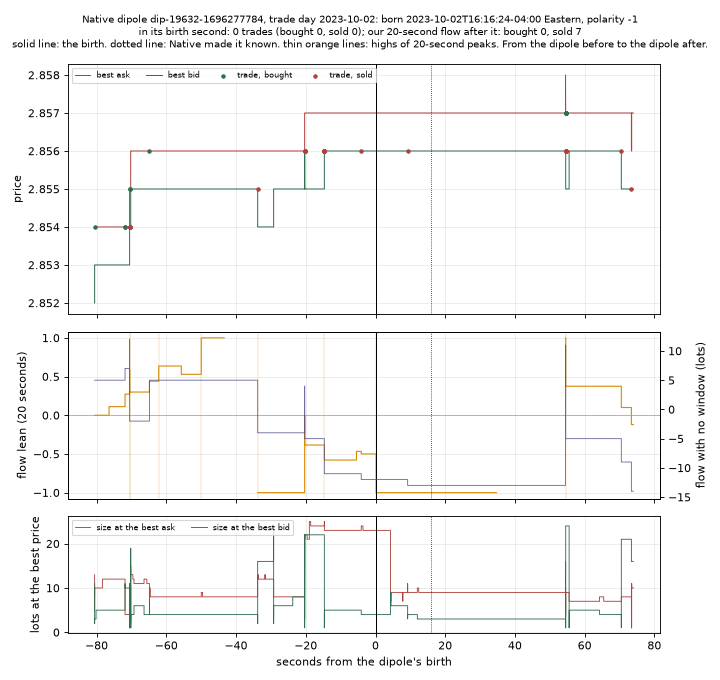 Native dipole dip-19632-1696277784, trade day 2023-10-02: born 2023-10-02T16:16:24-04:00 Eastern, polarity -1
in its birth second: 0 trades (bought 0, sold 0); our 20-second flow after it: bought 0, sold 7
solid line: the birth. dotted line: Native made it known. thin orange lines: highs of 20-second peaks. From the dipole before to the dipole after.
best ask
best bid
trade, bought
trade, sold
2.858
2.857
2.856
2.855
2.854
2.853
2.852
price
1.0
0.5
0.0
−0.5
−1.0
flow lean (20 seconds)
10
5
0
−5
−10
−15
flow with no window (lots)
size at the best ask
size at the best bid
20
10
0
lots at the best price
−80
−60
−40
−20
0
20
40
60
80
seconds from the dipole's birth